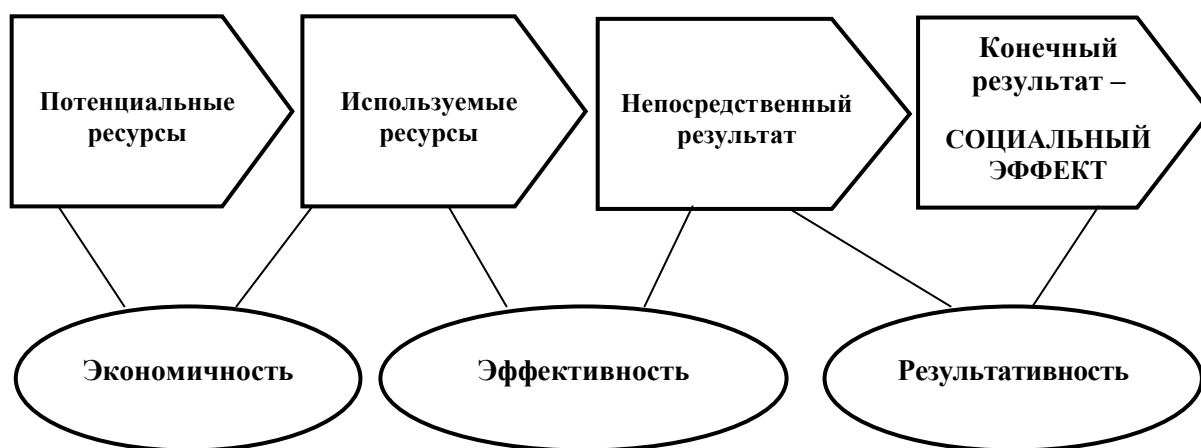 Потенциальные
ресурсы
Используемые
ресурсы
Непосредственный
результат
Конечный
результат –
СОЦИАЛЬНЫЙ
ЭФФЕКТ
Экономичность
Эффективность
Результативность